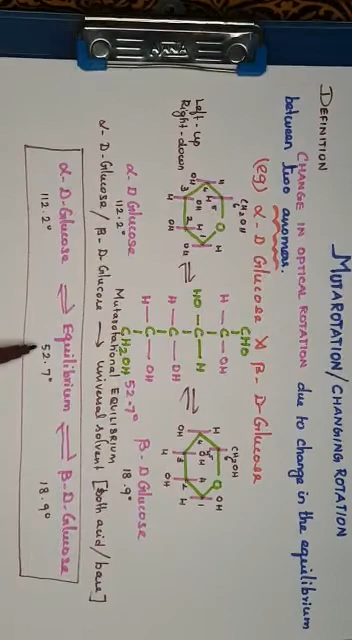 MUTAROTATION/CHANGING ROTATION
DEFINITION
CHANGE IN OPTICAL ROTATION due to change in the equilibrium
between two anomers.
(eg) α-D Glucose & β-D-Glucose
CH2OH
CHO
CH2OH
H—C—OH
HO—C—H
H—C—OH
H—C—OH
CH2OH
Left-up
Right-down
α-D Glucose
112.2°
52.7°
β-D Glucose
18.9°
Mutarotational EQUILIBRIUM
α-D-Glucose/β-D-Glucose → universal solvent [both acid/base]
α-D-Glucose ⇌ Equilibrium ⇌ β-D-Glucose
112.2° 52.7° 18.9°